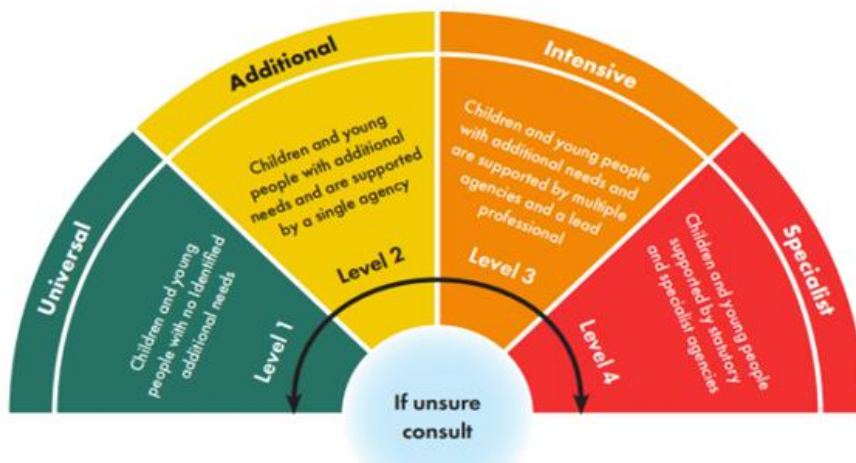 Universal
Children and young
people with no Identified
additional needs
Level 1
Additional
Children and young
people with additional
needs and are supported
by a single agency
Level 2
Intensive
Children and young people
with additional needs and
are supported by multiple
agencies and a lead
professional
Level 3
Specialist
Children and young people
supported by statutory
and specialist agencies
Level 4
If unsure
consult